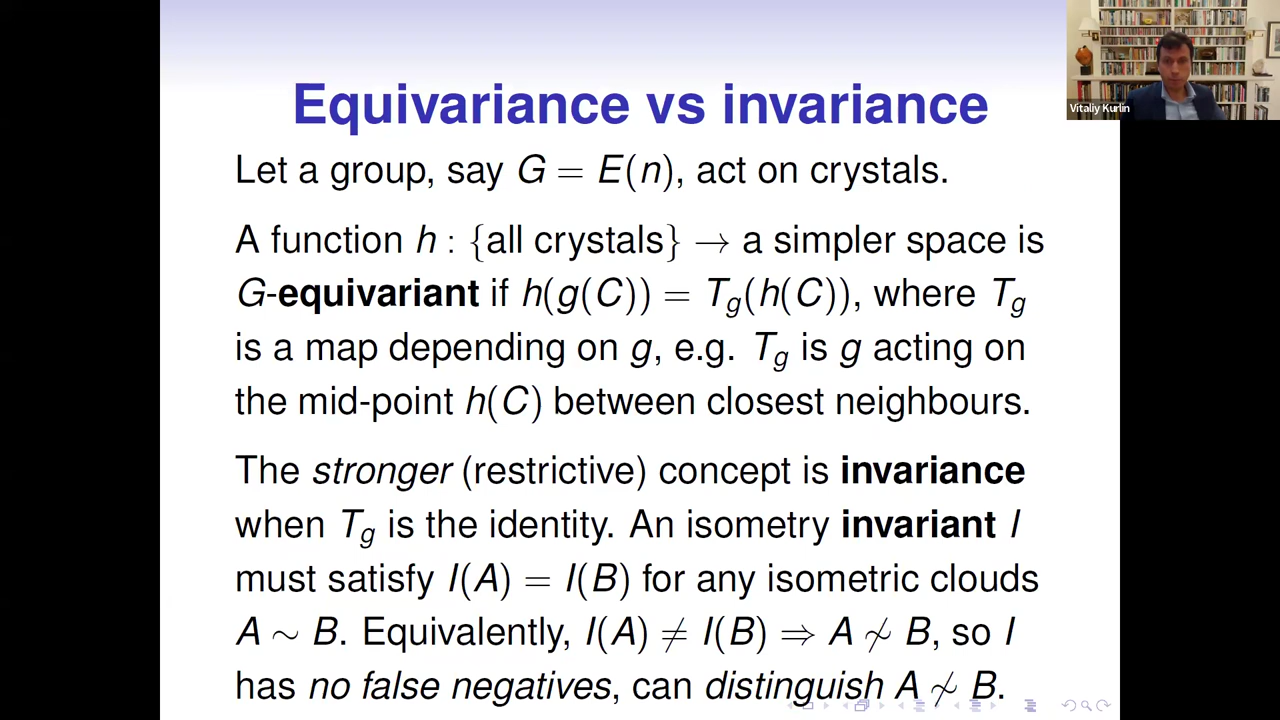 Equivariance vs invariance
Vitaliy Kurlin
Let a group, say G = E(n), act on crystals.
A function h : {all crystals} → a simpler space is
G-equivariant if h(g(C)) = T_g(h(C)), where T_g
is a map depending on g, e.g. T_g is g acting on
the mid-point h(C) between closest neighbours.
The stronger (restrictive) concept is invariance
when T_g is the identity. An isometry invariant I
must satisfy I(A) = I(B) for any isometric clouds
A ∼ B. Equivalently, I(A) ≠ I(B) ⇒ A ≁ B, so I
has no false negatives, can distinguish A ≁ B.